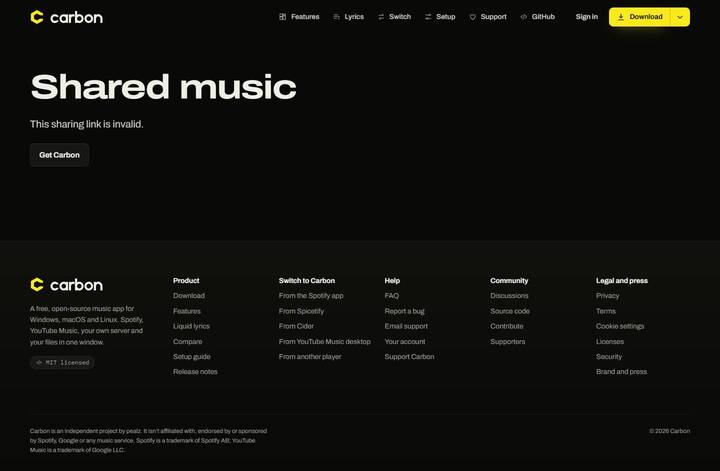 carbon
Features
Lyrics
Switch
Setup
Support
GitHub
Sign in
Download
Shared music
This sharing link is invalid.
Get Carbon
carbon
A free, open-source music app for
Windows, macOS and Linux. Spotify,
YouTube Music, your own server and
your files in one window.
MIT licensed
Product
Download
Features
Liquid lyrics
Compare
Setup guide
Release notes
Switch to Carbon
From the Spotify app
From Spicetify
From Cider
From YouTube Music desktop
From another player
Help
FAQ
Report a bug
Email support
Your account
Support Carbon
Community
Discussions
Source code
Contribute
Supporters
Legal and press
Privacy
Terms
Cookie settings
Licenses
Security
Brand and press
Carbon is an independent project by pealz. It isn't affiliated with, endorsed by or sponsored
by Spotify, Google or any music service. Spotify is a trademark of Spotify AB; YouTube
Music is a trademark of Google LLC.
© 2026 Carbon